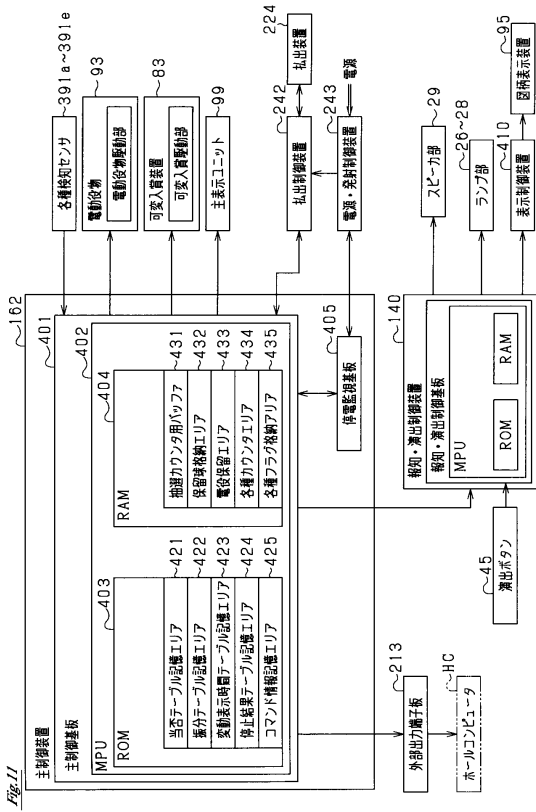 Fig.11
主制御装置
162
主制御基板
401
MPU
402
ROM
403
当否テーブル記憶エリア
421
振分テーブル記憶エリア
422
変動表示時間テーブル記憶エリア
423
停止結果テーブル記憶エリア
424
コマンド情報記憶エリア
425
RAM
404
抽選カウンタ用バッファ
431
保留球格納エリア
432
電役保留エリア
433
各種カウンタエリア
434
各種フラグ格納アリア
435
停電監視基板
405
各種検知センサ
391a~391e
電動役物
93
電動役物駆動部
可変入賞装置
83
可変入賞駆動部
主表示ユニット
99
払出制御装置
242
払出装置
224
電源・発射制御装置
243
電源
外部出力端子板
213
ホールコンピュータ
HC
演出ボタン
45
報知・演出制御装置
140
報知・演出制御基板
MPU
ROM
RAM
スピーカ部
29
ランプ部
26~28
表示制御装置
410
図柄表示装置
95